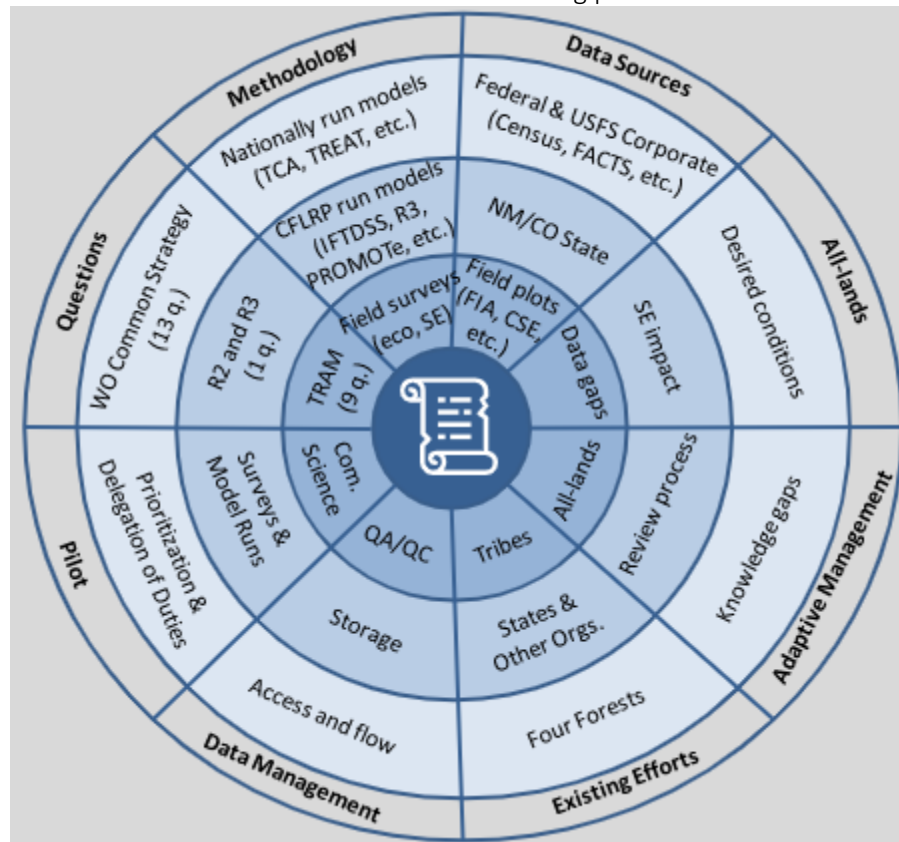 Methodology
Nationally run models
(TCA, TREAT, etc.)
CFLRP run models
(IFTDSS, R3,
PROMOTe, etc.)
Field surveys
(eco, SE)
Data Sources
Federal & USFS Corporate
(Census, FACTS, etc.)
NM/CO State
Field plots
(FIA, CSE,
etc.)
All-lands
Desired conditions
SE impact
Data gaps
Adaptive Management
Knowledge gaps
Review process
All-lands
Existing Efforts
Four Forests
States &
Other Orgs.
Tribes
Data Management
Access and flow
Storage
QA/QC
Pilot
Prioritization &
Delegation of Duties
Surveys &
Model Runs
Com.
Science
Questions
WO Common Strategy
(13 q.)
R2 and R3
(1 q.)
TRAM
(9 q.)